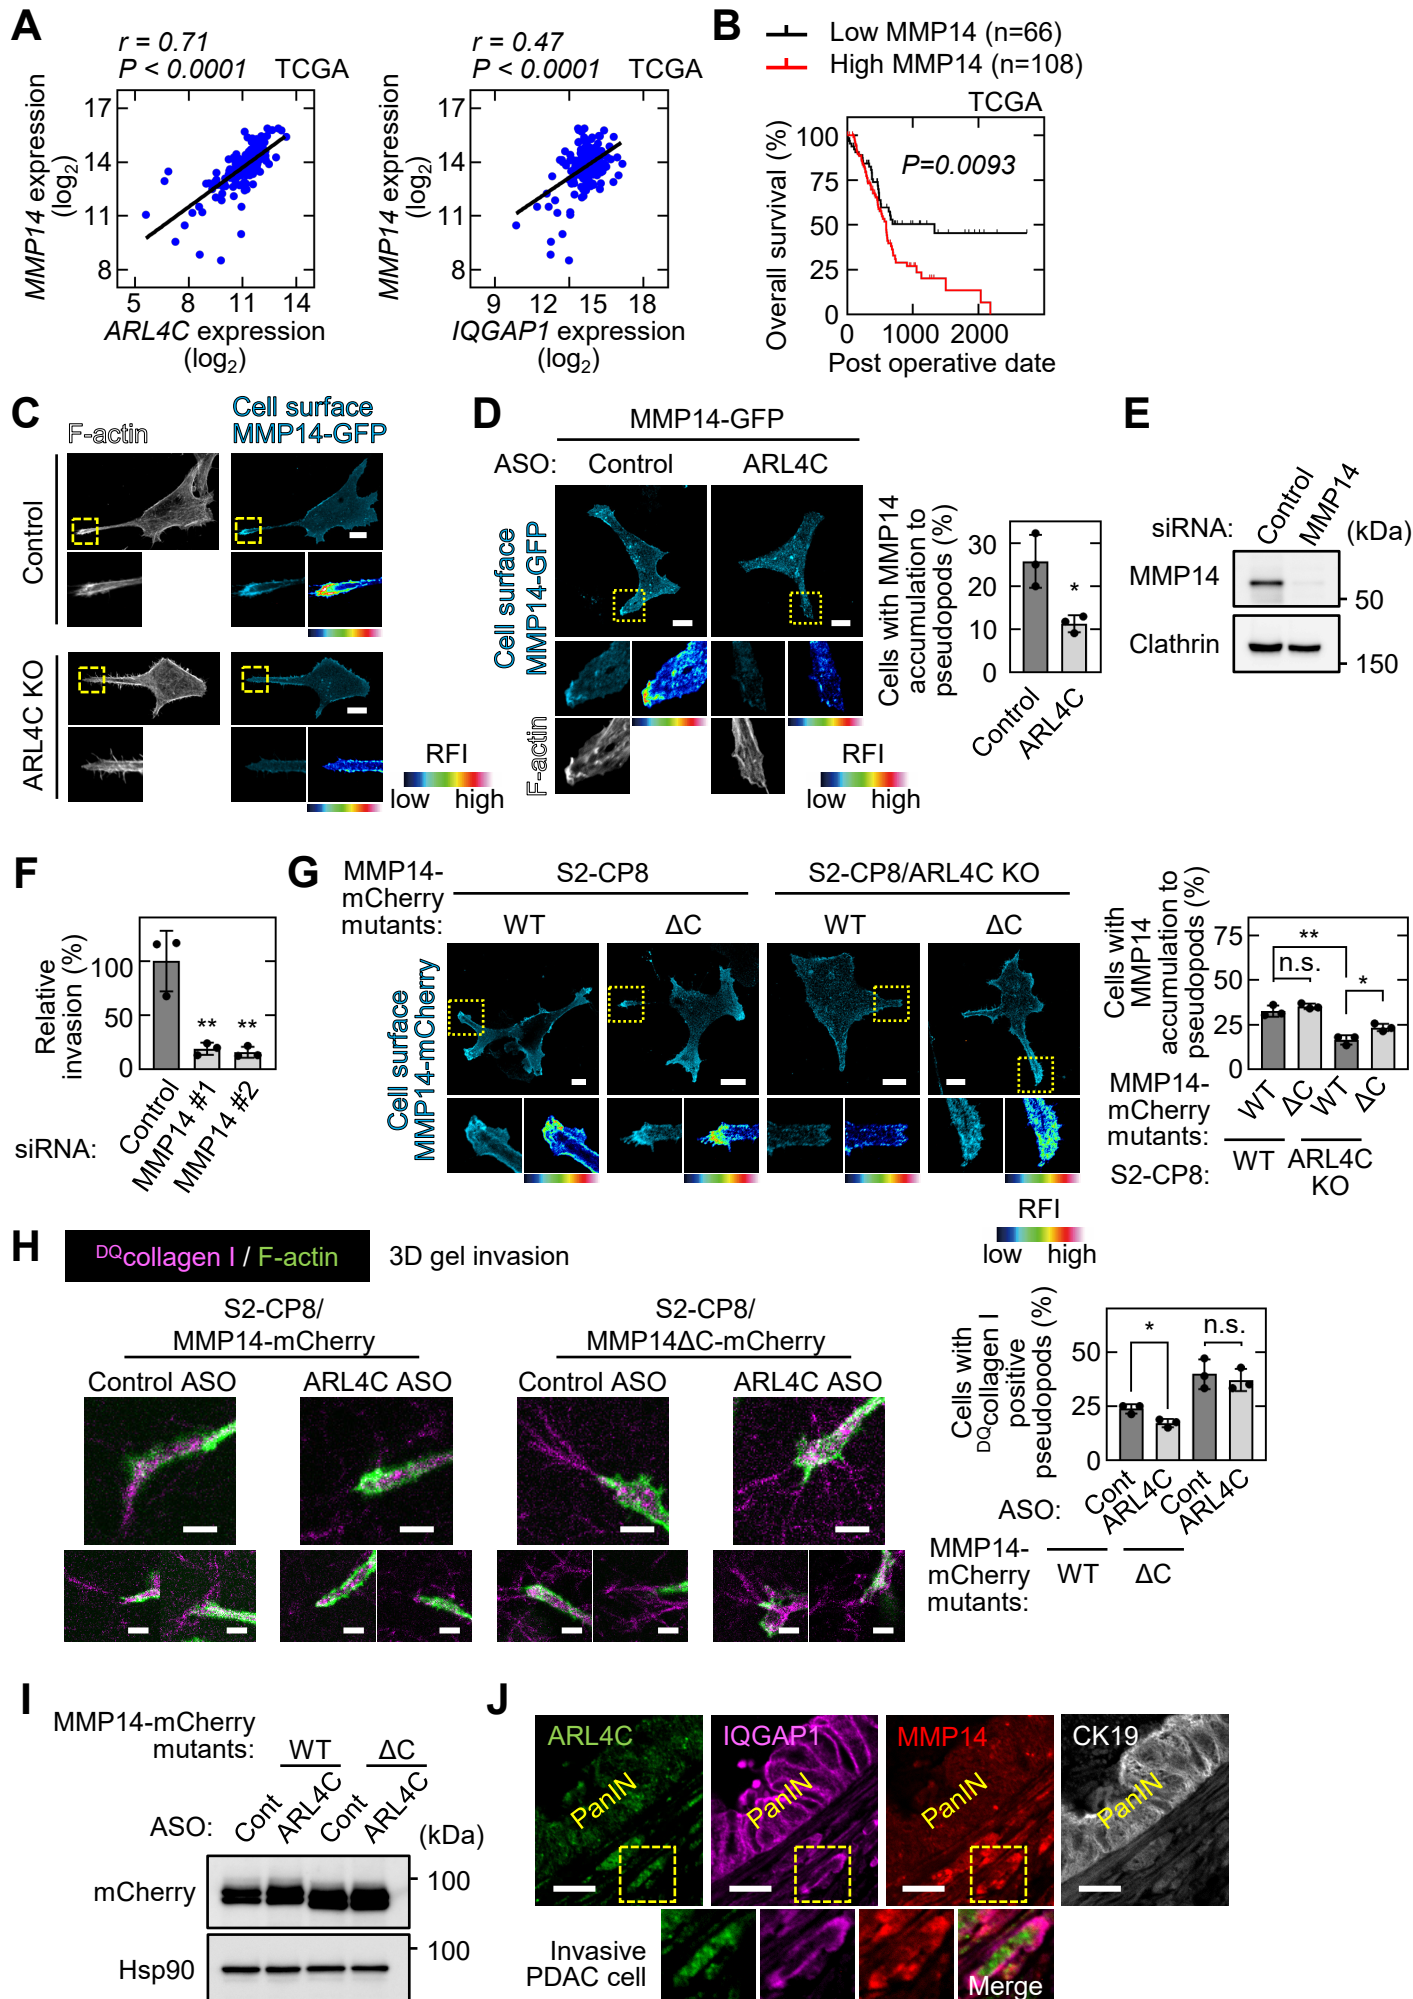 A
r = 0.71
P < 0.0001 TCGA
MMP14 expression
(log2)
17
14
11
8
5 8 11 14
ARL4C expression
(log2)
r = 0.47
P < 0.0001 TCGA
MMP14 expression
(log2)
17
14
11
8
9 12 15 18
IQGAP1 expression
(log2)
B
Low MMP14 (n=66)
High MMP14 (n=108)
TCGA
P=0.0093
Overall survival (%)
100
75
50
25
0
0 1000 2000
Post operative date
C
F-actin
Cell surface
MMP14-GFP
Control
ARL4C KO
RFI
low high
D
MMP14-GFP
ASO: Control ARL4C
Cell surface
MMP14-GFP
F-actin
RFI
low high
Cells with MMP14
accumulation to
pseudopods (%)
30
20
10
0
*
Control
ARL4C
E
siRNA:
Control
MMP14
(kDa)
MMP14
50
Clathrin
150
F
Relative
invasion (%)
100
50
0
** **
siRNA:
Control
MMP14 #1
MMP14 #2
G
MMP14-
mCherry
mutants:
S2-CP8
S2-CP8/ARL4C KO
WT ΔC WT ΔC
Cell surface
MMP14-mCherry
RFI
low high
Cells with
MMP14
accumulation to
pseudopods (%)
75
50
25
0
**
n.s.
*
MMP14-
mCherry
mutants:
WT
ΔC
WT
ΔC
S2-CP8: WT ARL4C
KO
H
DQcollagen I / F-actin
3D gel invasion
S2-CP8/
MMP14-mCherry
S2-CP8/
MMP14ΔC-mCherry
Control ASO ARL4C ASO Control ASO ARL4C ASO
Cells with
DQcollagen I
positive
pseudopods (%)
50
25
0
*
n.s.
ASO:
Cont
ARL4C
Cont
ARL4C
MMP14-
mCherry
mutants:
WT ΔC
I
MMP14-mCherry
mutants:
WT ΔC
ASO:
Cont
ARL4C
Cont
ARL4C
(kDa)
mCherry
100
Hsp90
100
J
ARL4C IQGAP1 MMP14 CK19
PanIN PanIN PanIN PanIN
Invasive
PDAC cell
Merge